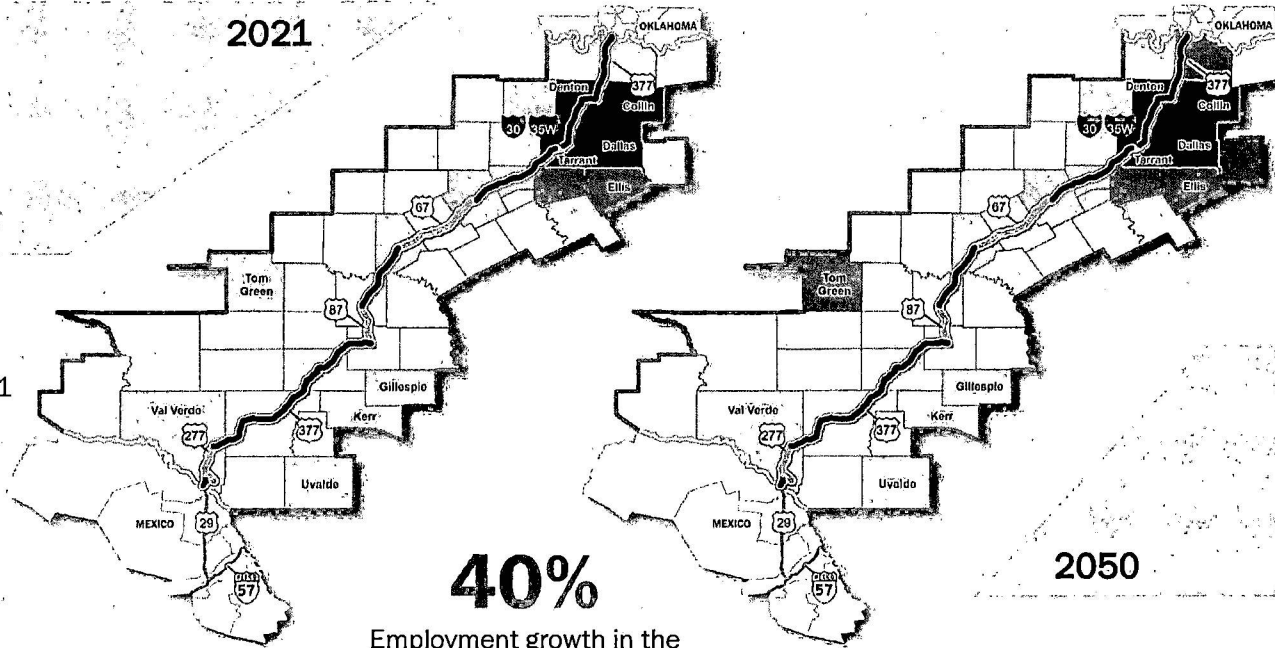 2021
OKLAHOMA
377
Denton
Collin
30
35W
Dallas
Tarrant
Ellis
67
Tom
Green
87
Gillespie
Val Verde
Kerr
277
377
Uvalde
MEXICO
29
57
1
40%
Employment growth in the
OKLAHOMA
377
Denton
Collin
30
35W
Dallas
Tarrant
Ellis
67
Tom
Green
87
Gillespie
Val Verde
Kerr
277
377
Uvalde
MEXICO
29
57
2050